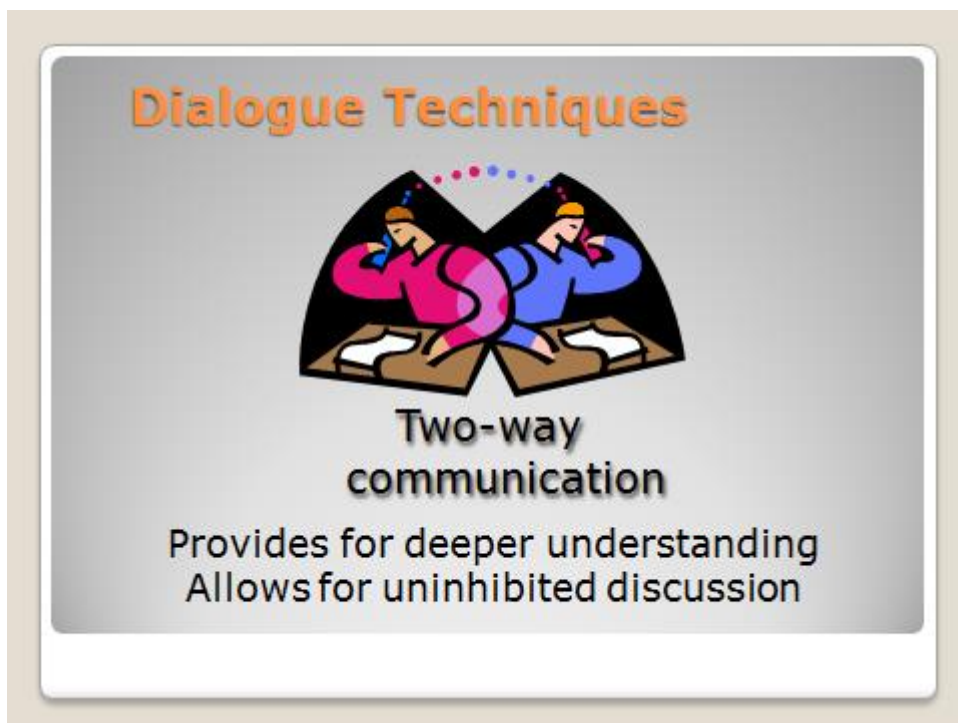 Dialogue Techniques
Two-way
communication
Provides for deeper understanding
Allows for uninhibited discussion